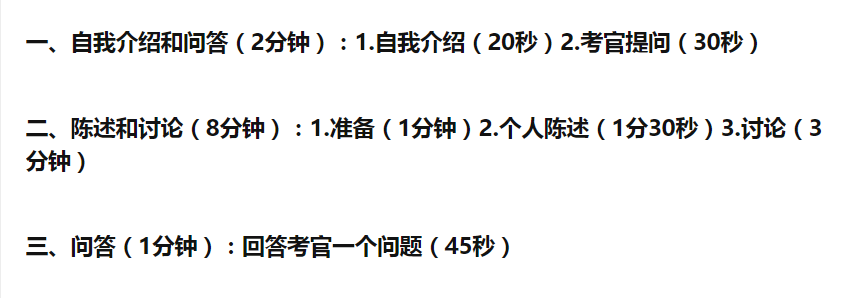 一、自我介绍和问答（2分钟）：1.自我介绍（20秒）2.考官提问（30秒）
二、陈述和讨论（8分钟）：1.准备（1分钟）2.个人陈述（1分30秒）3.讨论（3
分钟）
三、问答（1分钟）：回答考官一个问题（45秒）